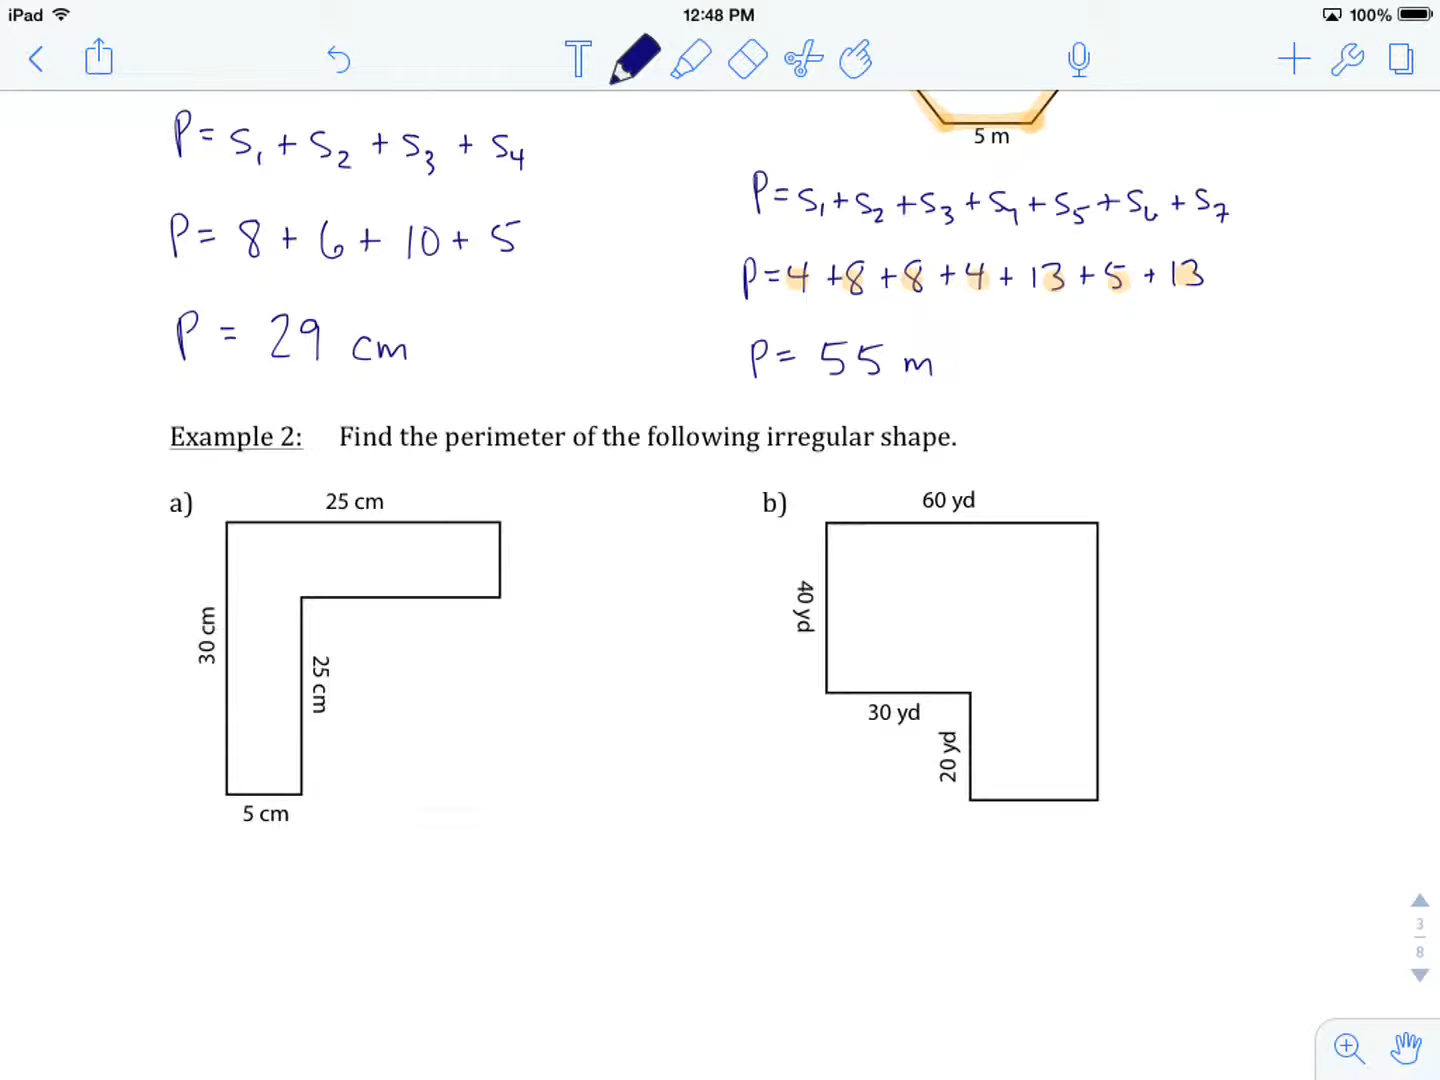 iPad 12:48 PM 100%
P = S₁ + S₂ + S₃ + S₄
P = 8 + 6 + 10 + 5
P = 29 cm
5 m
P = S₁ + S₂ + S₃ + S₄ + S₅ + S₆ + S₇
P = 4 + 8 + 8 + 4 + 13 + 5 + 13
P = 55 m
Example 2: Find the perimeter of the following irregular shape.
a)
25 cm
30 cm
25 cm
5 cm
b)
60 yd
40 yd
30 yd
20 yd
3
8